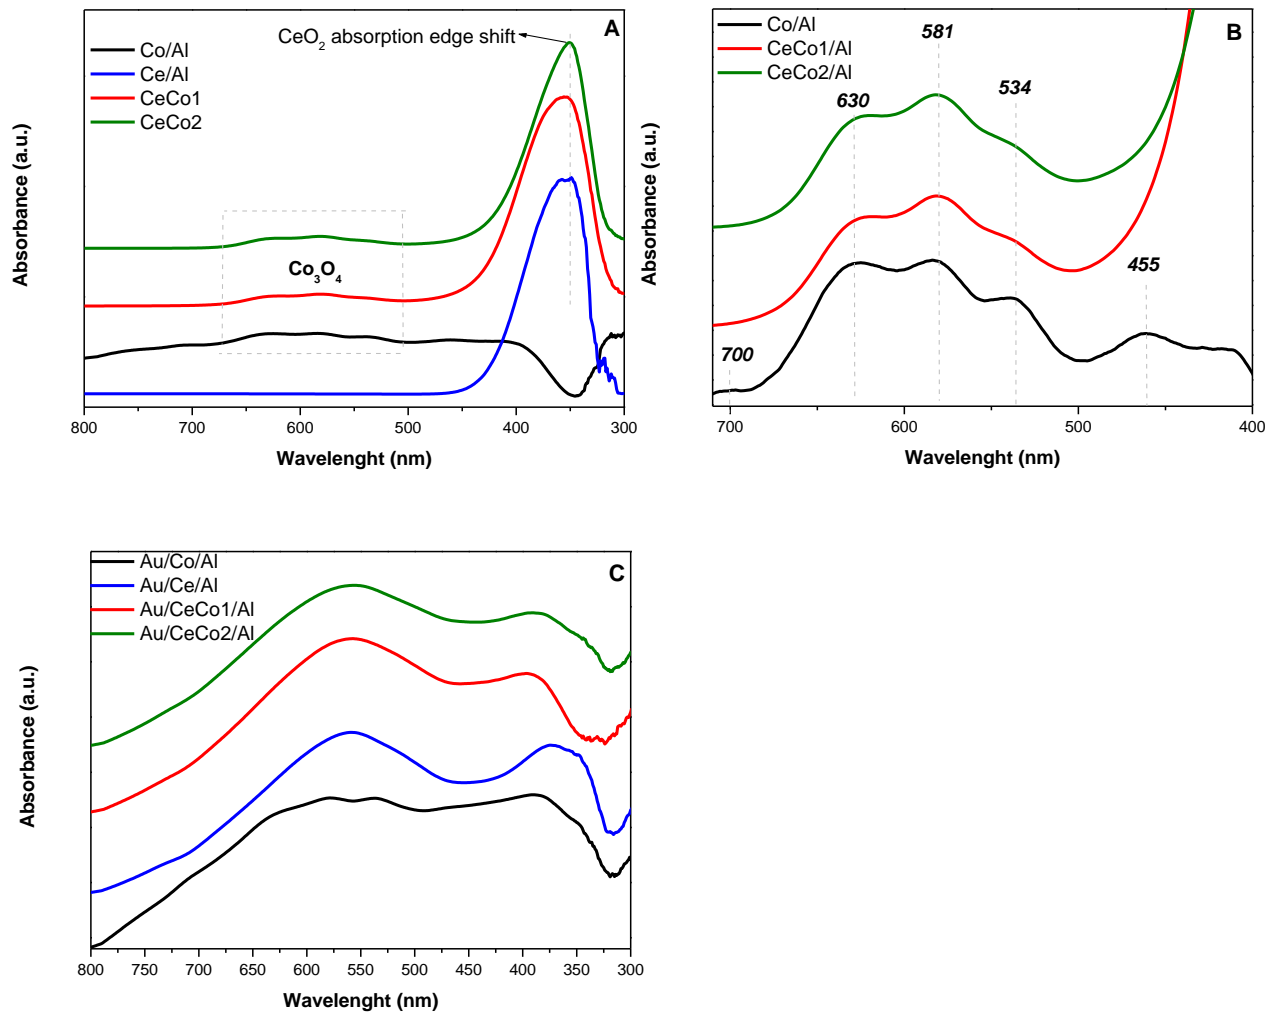 A
CeO2 absorption edge shift
Co/Al
Ce/Al
CeCo1
CeCo2
Co3O4
Absorbance (a.u.)
800 700 600 500 400 300
Wavelenght (nm)
B
Co/Al
CeCo1/Al
CeCo2/Al
581
630
534
455
700
Absorbance (a.u.)
700 600 500 400
Wavelenght (nm)
C
Au/Co/Al
Au/Ce/Al
Au/CeCo1/Al
Au/CeCo2/Al
Absorbance (a.u.)
800 750 700 650 600 550 500 450 400 350 300
Wavelenght (nm)